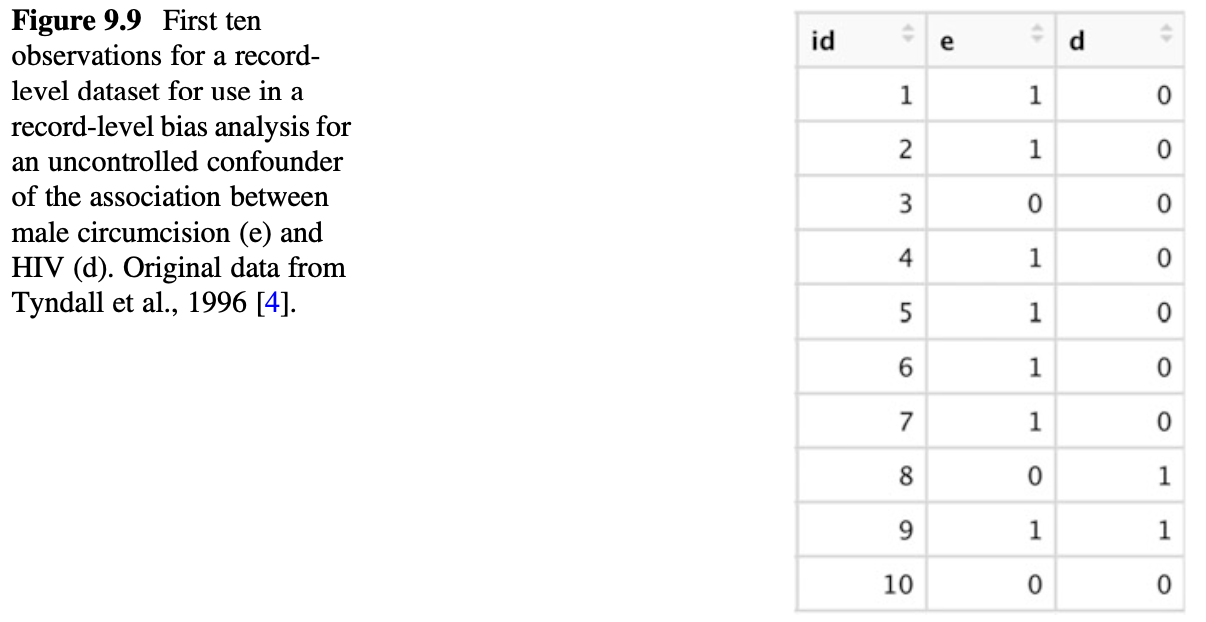 Figure 9.9 First ten
observations for a record-
level dataset for use in a
record-level bias analysis for
an uncontrolled confounder
of the association between
male circumcision (e) and
HIV (d). Original data from
Tyndall et al., 1996 [4].
id e d
1 1 0
2 1 0
3 0 0
4 1 0
5 1 0
6 1 0
7 1 0
8 0 1
9 1 1
10 0 0